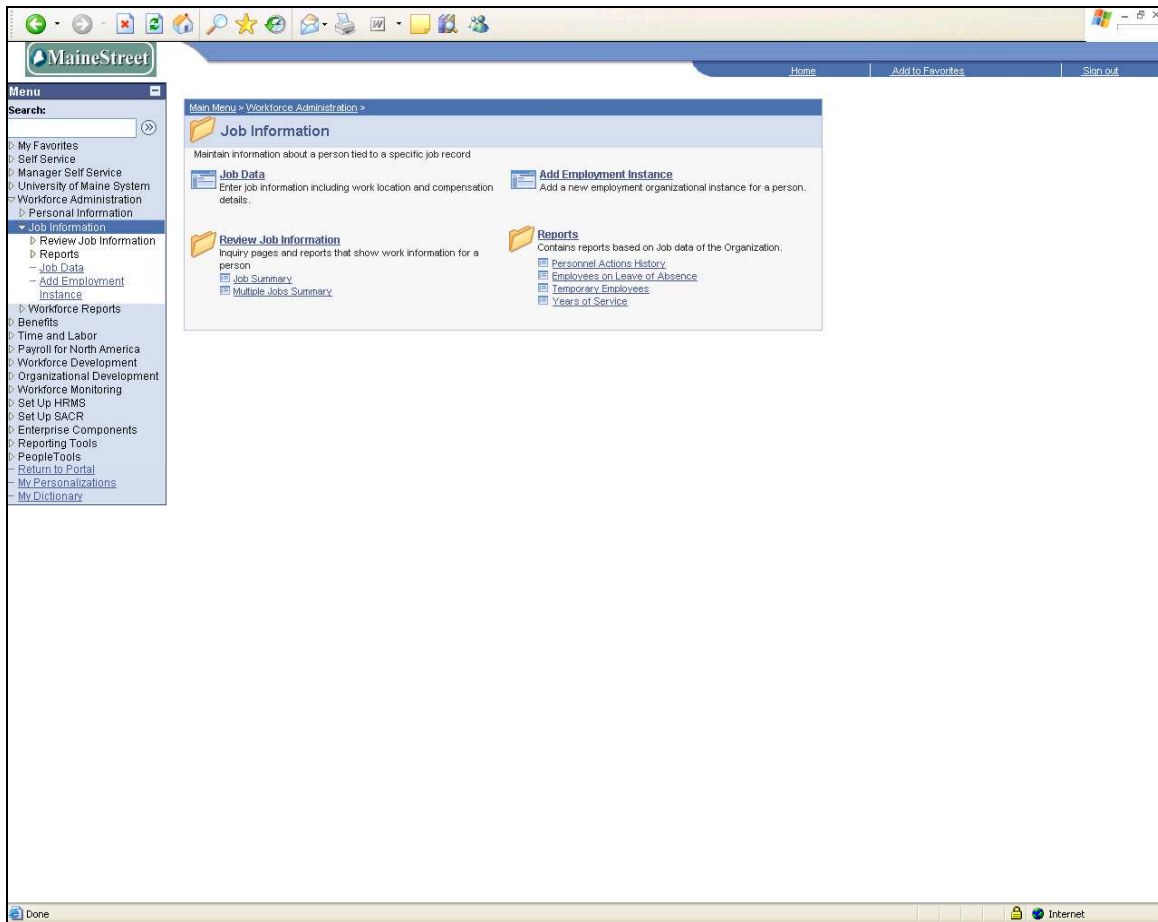 MaineStreet
Home
Add to Favorites
Sign out
Menu
Search:
My Favorites
Self Service
Manager Self Service
University of Maine System
Workforce Administration
Personal Information
Job Information
Review Job Information
Reports
Job Data
Add Employment
Instance
Workforce Reports
Benefits
Time and Labor
Payroll for North America
Workforce Development
Organizational Development
Workforce Monitoring
Set Up HRMS
Set Up SACR
Enterprise Components
Reporting Tools
PeopleTools
Return to Portal
My Personalizations
My Dictionary
Main Menu > Workforce Administration >
Job Information
Maintain information about a person tied to a specific job record
Job Data
Enter job information including work location and compensation
details.
Add Employment Instance
Add a new employment organizational instance for a person.
Review Job Information
Inquiry pages and reports that show work information for a
person
Job Summary
Multiple Jobs Summary
Reports
Contains reports based on Job data of the Organization.
Personnel Actions History
Employees on Leave of Absence
Temporary Employees
Years of Service
Done
Internet